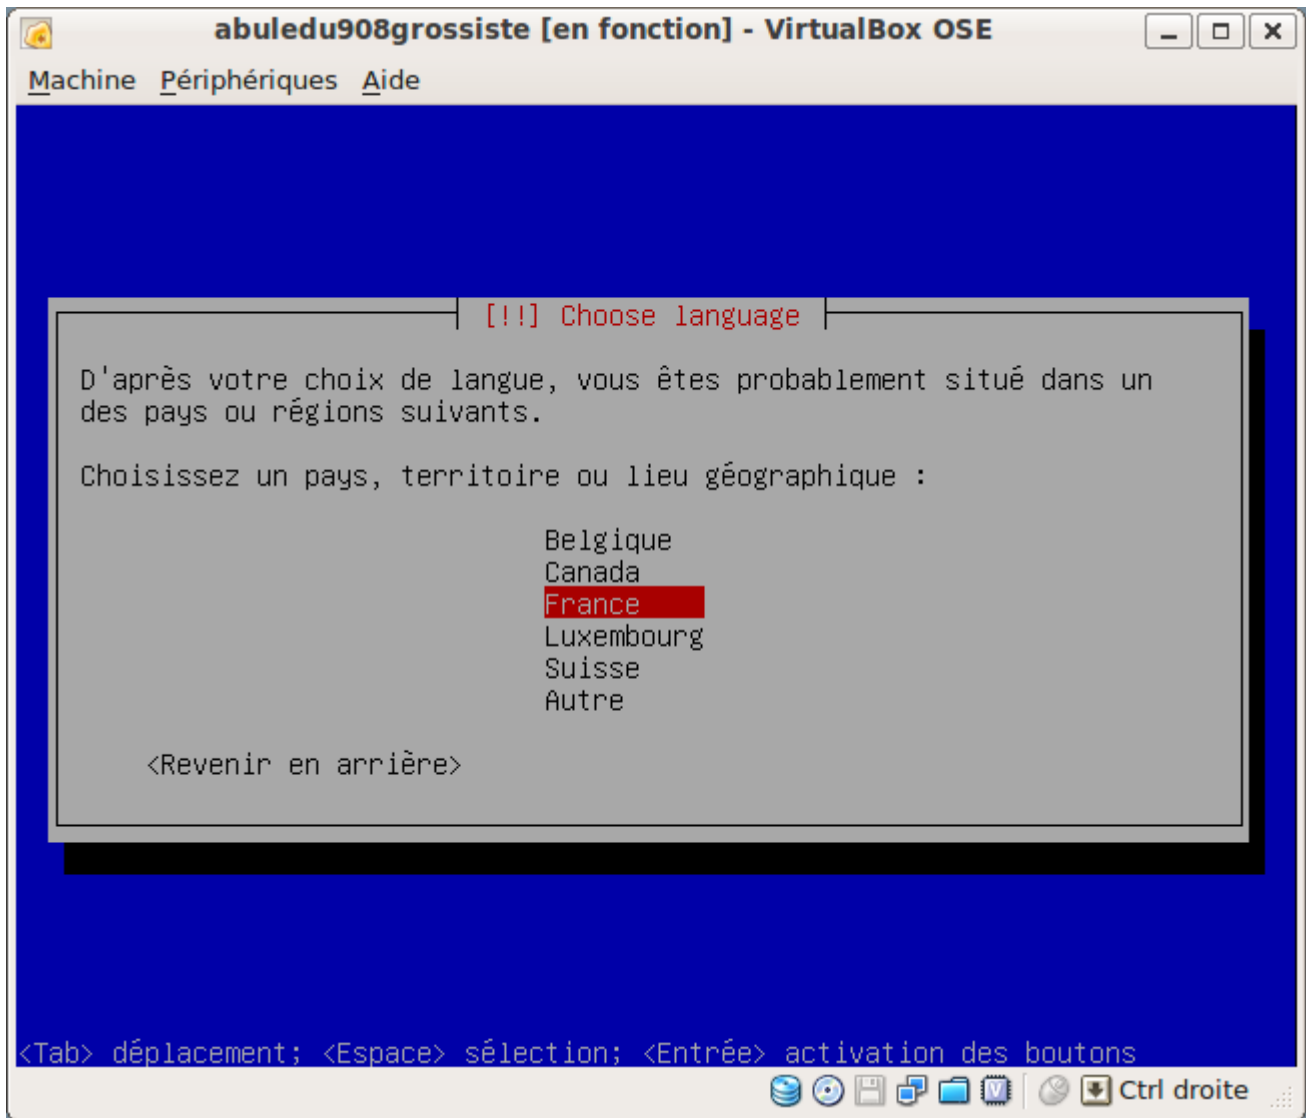 abuledu908grossiste [en fonction] - VirtualBox OSE
Machine Périphériques Aide
[!!] Choose language
D'après votre choix de langue, vous êtes probablement situé dans un
des pays ou régions suivants.
Choisissez un pays, territoire ou lieu géographique :
Belgique
Canada
France
Luxembourg
Suisse
Autre
<Revenir en arrière>
<Tab> déplacement; <Espace> sélection; <Entrée> activation des boutons
Ctrl droite